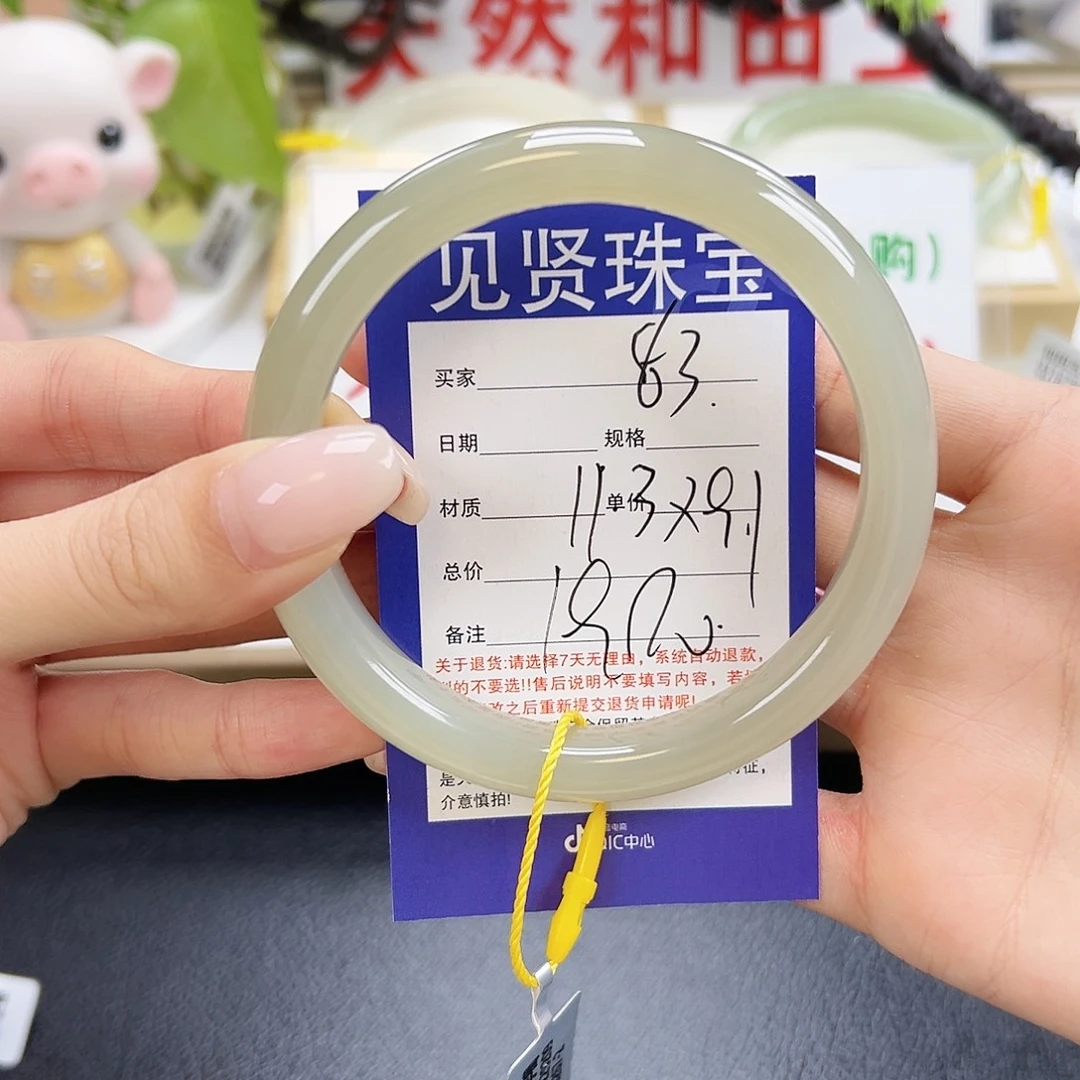 天然和田玉
购）
见贤珠宝
买家 83.
日期 规格
材质 单价
11.3x9.1
总价
备注
关于退货:请选择7天无理由，系统自动退款，
的不要选!!售后说明不要填写内容，若
改之后重新提交退货申请呢!
介意慎拍!
QIC中心